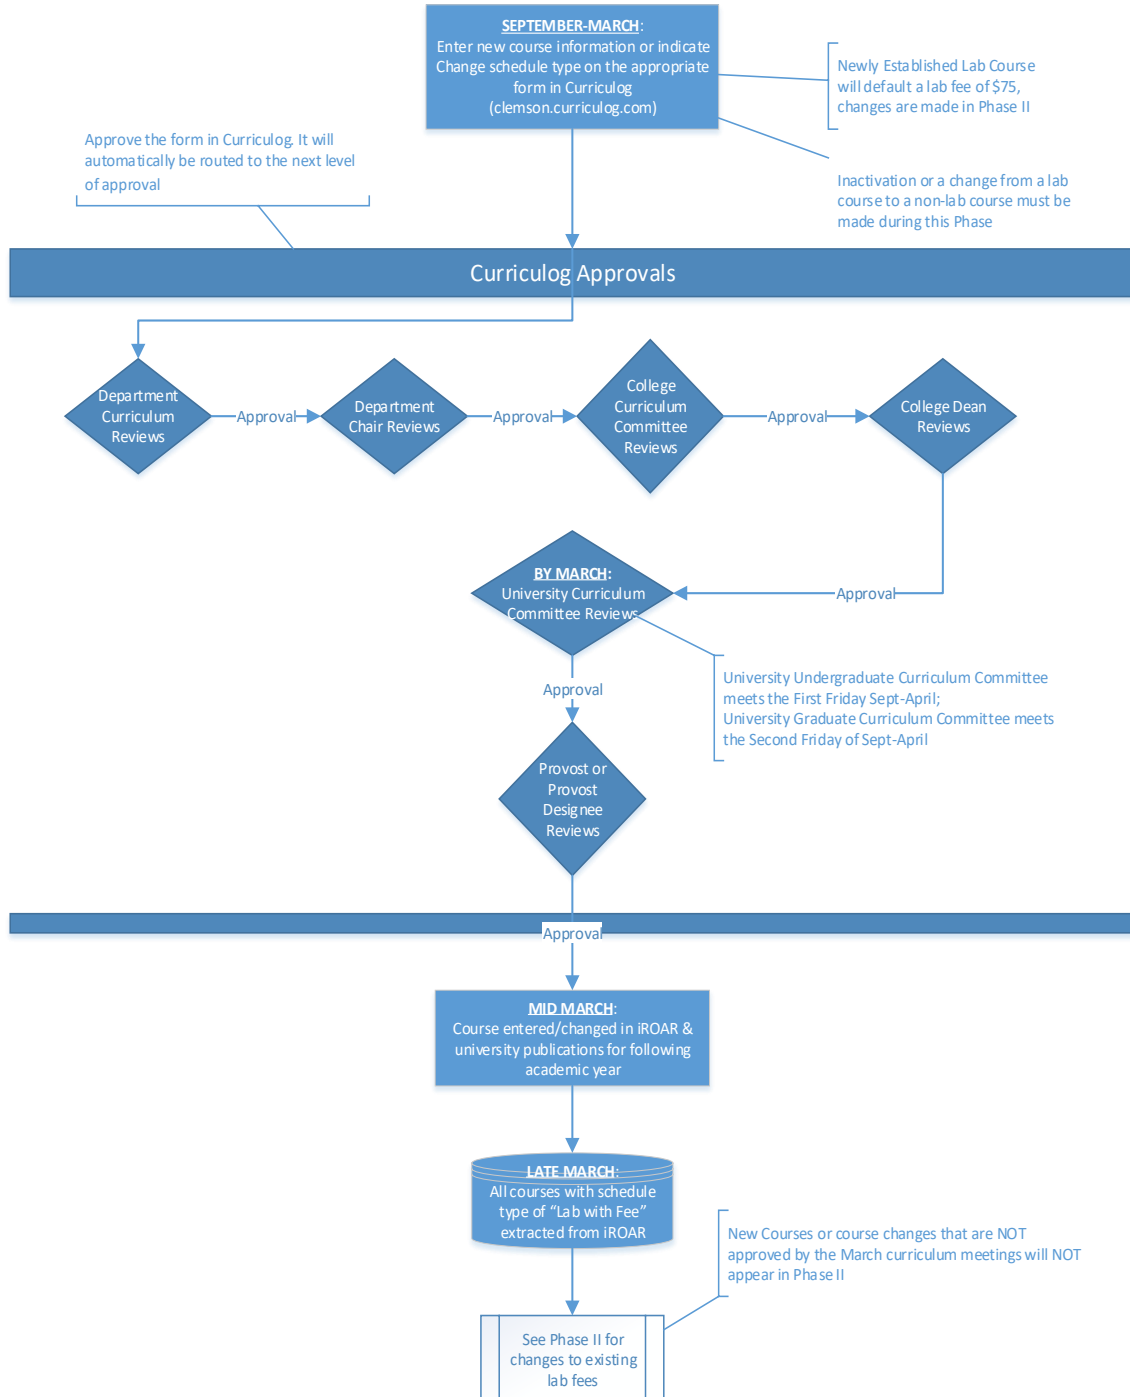 SEPTEMBER-MARCH:
Enter new course information or indicate
Change schedule type on the appropriate
form in Curriculog
(clemson.curriculog.com)
Newly Established Lab Course
will default a lab fee of $75,
changes are made in Phase II
Approve the form in Curriculog. It will
automatically be routed to the next level
of approval
Inactivation or a change from a lab
course to a non-lab course must be
made during this Phase
Curriculog Approvals
Department
Curriculum
Reviews
Approval
Department
Chair Reviews
Approval
College
Curriculum
Committee
Reviews
Approval
College Dean
Reviews
Approval
BY MARCH:
University Curriculum
Committee Reviews
University Undergraduate Curriculum Committee
meets the First Friday Sept-April;
University Graduate Curriculum Committee meets
the Second Friday of Sept-April
Approval
Provost or
Provost
Designee
Reviews
Approval
MID MARCH:
Course entered/changed in iROAR &
university publications for following
academic year
LATE MARCH:
All courses with schedule
type of “Lab with Fee”
extracted from iROAR
New Courses or course changes that are NOT
approved by the March curriculum meetings will NOT
appear in Phase II
See Phase II for
changes to existing
lab fees